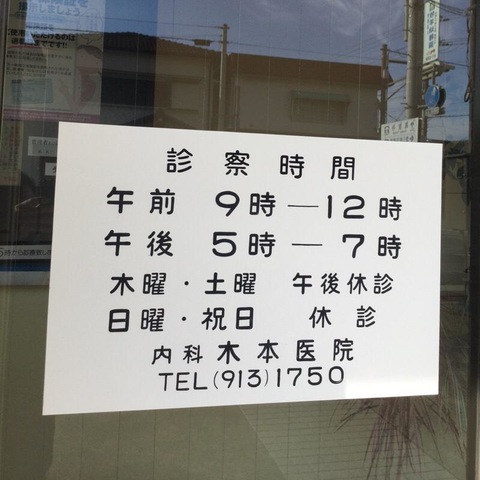 診察時間
午前 9時―12時
午後 5時―7時
木曜・土曜 午後休診
日曜・祝日 休診
内科 木本医院
TEL(913)1750